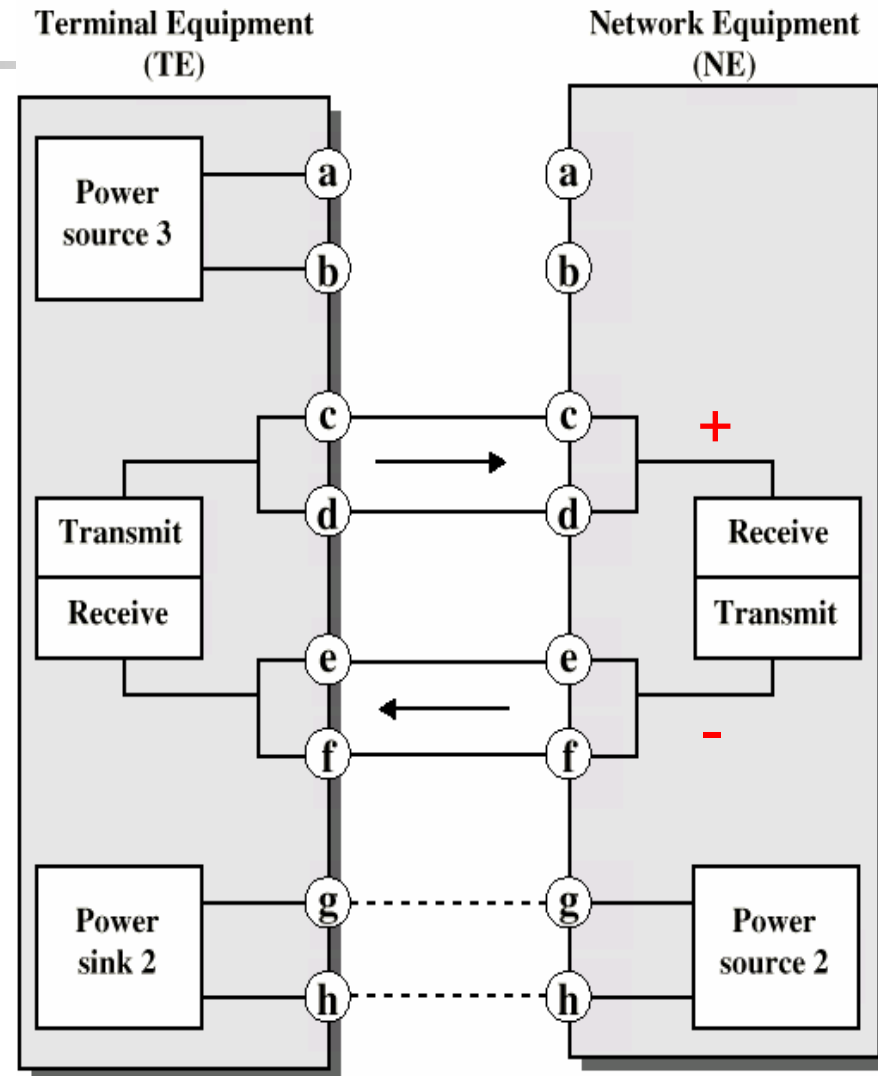 Terminal Equipment
(TE)
Network Equipment
(NE)
Power
source 3
a
b
a
b
c
d
c
d
+
Transmit
Receive
Receive
Transmit
e
f
e
f
-
Power
sink 2
g
h
g
h
Power
source 2